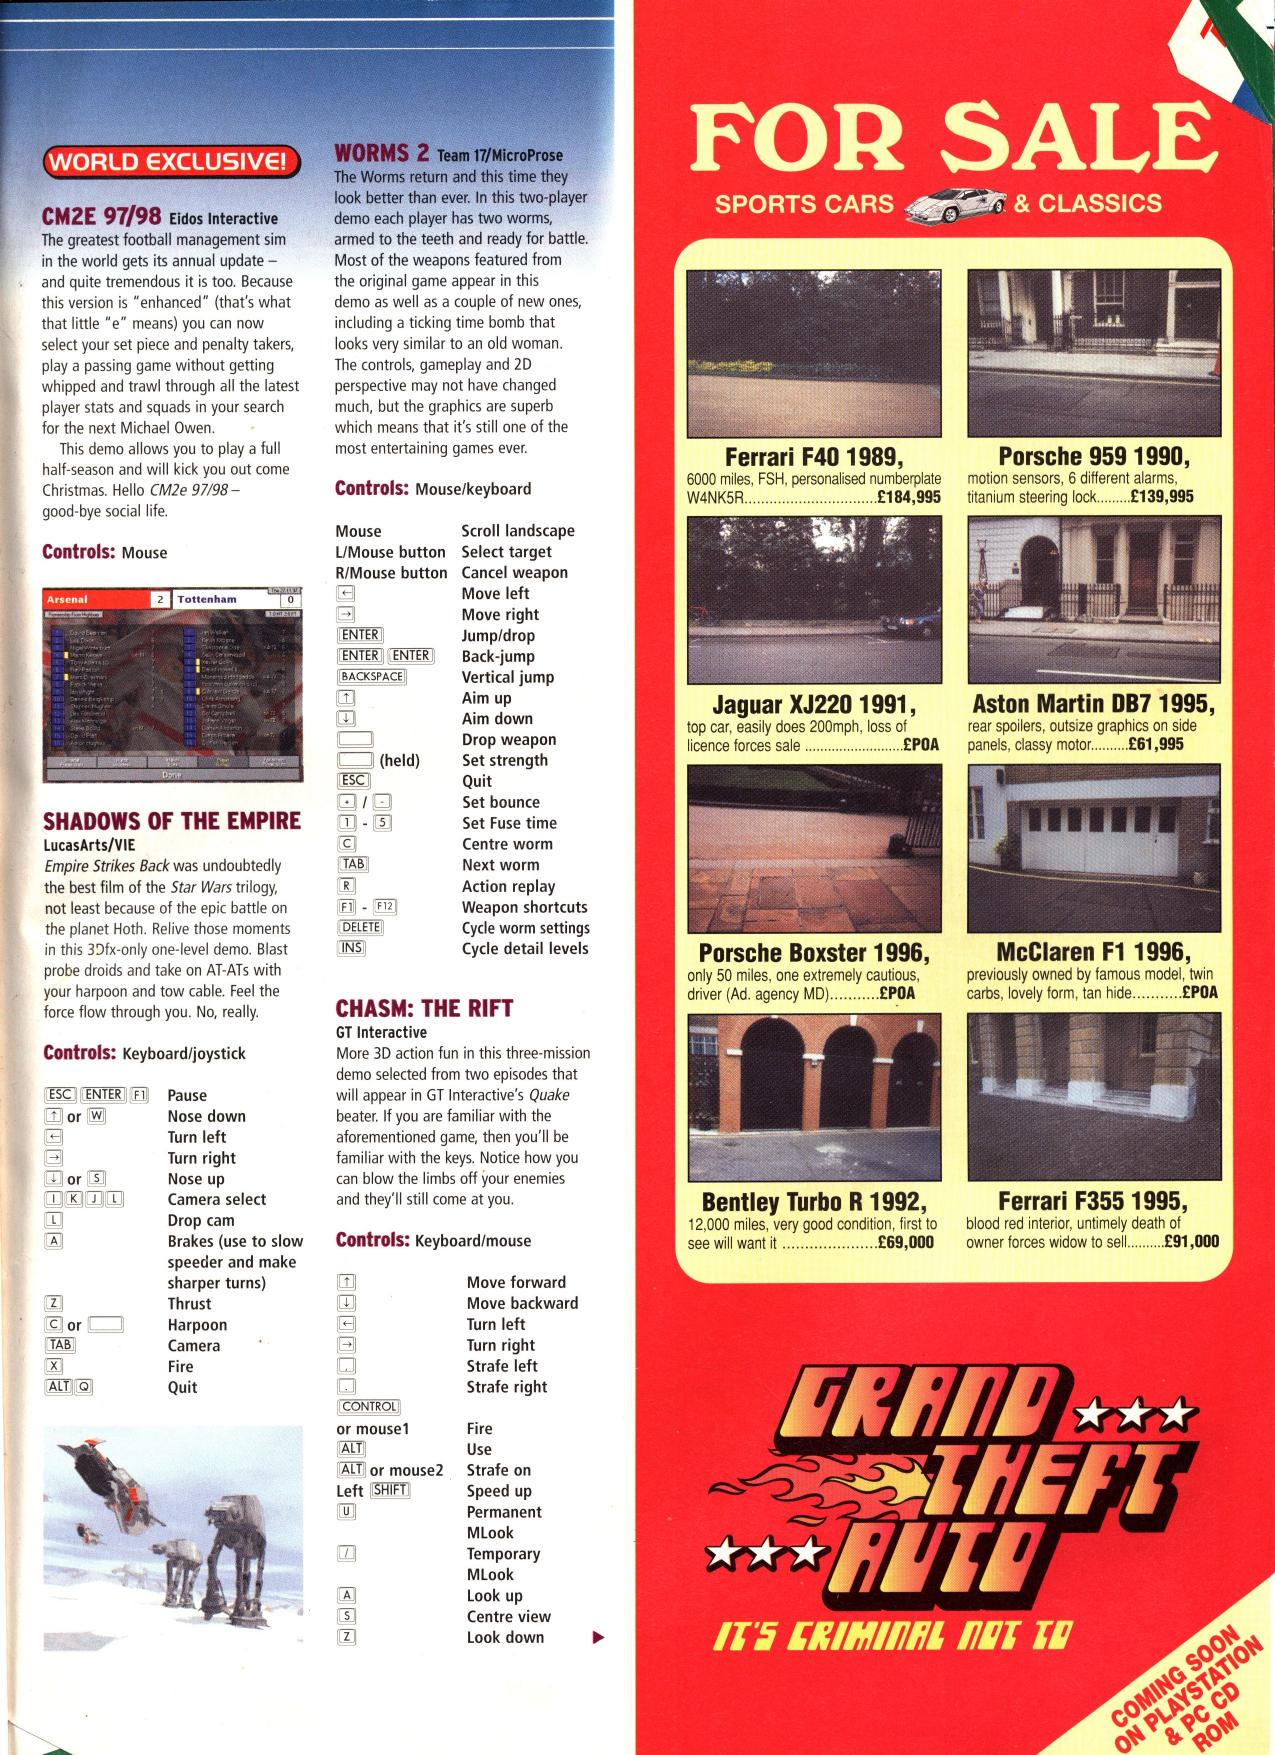 WORLD EXCLUSIVE!
CM2E 97/98 Eidos Interactive
The greatest football management sim
in the world gets its annual update –
and quite tremendous it is too. Because
this version is "enhanced" (that's what
that little "e" means) you can now
select your set piece and penalty takers,
play a passing game without getting
whipped and trawl through all the latest
player stats and squads in your search
for the next Michael Owen.
This demo allows you to play a full
half-season and will kick you out come
Christmas. Hello CM2e 97/98 –
good-bye social life.
Controls: Mouse
Arsenal 2 Tottenham 0
Done
SHADOWS OF THE EMPIRE
LucasArts/VIE
Empire Strikes Back was undoubtedly
the best film of the Star Wars trilogy,
not least because of the epic battle on
the planet Hoth. Relive those moments
in this 3Dfx-only one-level demo. Blast
probe droids and take on AT-ATs with
your harpoon and tow cable. Feel the
force flow through you. No, really.
Controls: Keyboard/joystick
ESC ENTER F1 Pause
↑ or W Nose down
← Turn left
→ Turn right
↓ or S Nose up
I K J L Camera select
L Drop cam
A Brakes (use to slow
speeder and make
sharper turns)
Z Thrust
C or Harpoon
TAB Camera
X Fire
ALT Q Quit
WORMS 2 Team 17/MicroProse
The Worms return and this time they
look better than ever. In this two-player
demo each player has two worms,
armed to the teeth and ready for battle.
Most of the weapons featured from
the original game appear in this
demo as well as a couple of new ones,
including a ticking time bomb that
looks very similar to an old woman.
The controls, gameplay and 2D
perspective may not have changed
much, but the graphics are superb
which means that it's still one of the
most entertaining games ever.
Controls: Mouse/keyboard
Mouse Scroll landscape
L/Mouse button Select target
R/Mouse button Cancel weapon
← Move left
→ Move right
ENTER Jump/drop
ENTER ENTER Back-jump
BACKSPACE Vertical jump
↑ Aim up
↓ Aim down
Drop weapon
(held) Set strength
ESC Quit
+ / - Set bounce
1 - 5 Set Fuse time
C Centre worm
TAB Next worm
R Action replay
F1 - F12 Weapon shortcuts
DELETE Cycle worm settings
INS Cycle detail levels
CHASM: THE RIFT
GT Interactive
More 3D action fun in this three-mission
demo selected from two episodes that
will appear in GT Interactive's Quake
beater. If you are familiar with the
aforementioned game, then you'll be
familiar with the keys. Notice how you
can blow the limbs off your enemies
and they'll still come at you.
Controls: Keyboard/mouse
↑ Move forward
↓ Move backward
← Turn left
→ Turn right
, Strafe left
. Strafe right
CONTROL
or mouse1 Fire
ALT Use
ALT or mouse2 Strafe on
Left SHIFT Speed up
U Permanent
MLook
/ Temporary
MLook
A Look up
S Centre view
Z Look down
FOR SALE
SPORTS CARS & CLASSICS
Ferrari F40 1989,
6000 miles, FSH, personalised numberplate
W4NK5R..............................£184,995
Porsche 959 1990,
motion sensors, 6 different alarms,
titanium steering lock........£139,995
Jaguar XJ220 1991,
top car, easily does 200mph, loss of
licence forces sale ..........................£POA
Aston Martin DB7 1995,
rear spoilers, outsize graphics on side
panels, classy motor.........£61,995
Porsche Boxster 1996,
only 50 miles, one extremely cautious,
driver (Ad. agency MD)...........£POA
McClaren F1 1996,
previously owned by famous model, twin
carbs, lovely form, tan hide..........£POA
Bentley Turbo R 1992,
12,000 miles, very good condition, first to
see will want it .....................£69,000
Ferrari F355 1995,
blood red interior, untimely death of
owner forces widow to sell.........£91,000
GRAND
THEFT
AUTO
IT'S CRIMINAL NOT TO
COMING SOON
ON PLAYSTATION
& PC CD
ROM